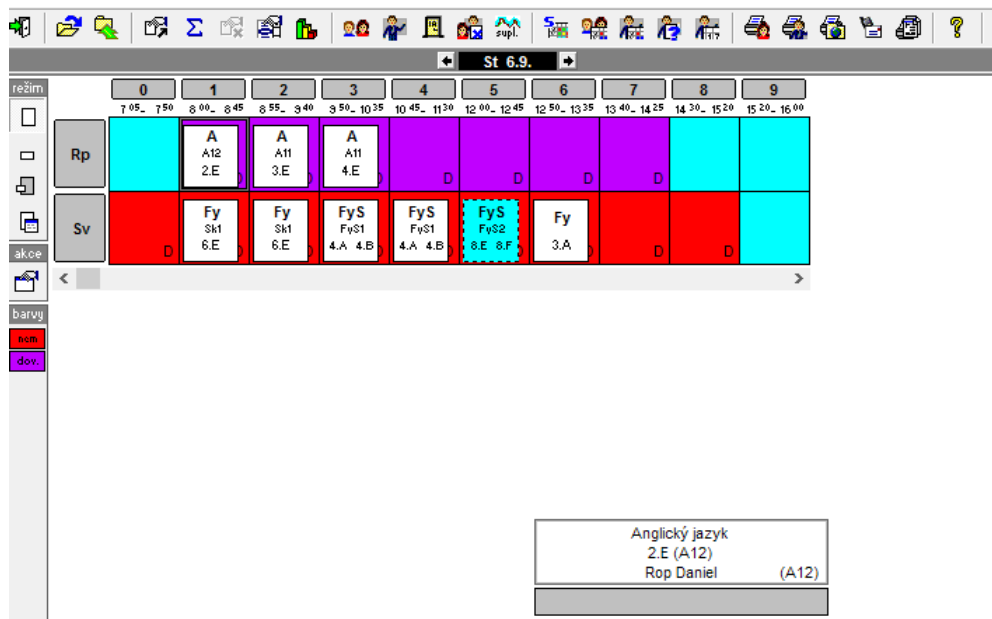 supl.
St 6.9.
režim
0 1 2 3 4 5 6 7 8 9
7 05- 7 50 8 00- 8 45 8 55- 9 40 9 50- 10 35 10 45- 11 30 12 00- 12 45 12 50- 13 35 13 40- 14 25 14 30- 15 20 15 20- 16 00
Rp
A A A
A12 A11 A11
2.E 3.E 4.E
D D D D
Sv
Fy Fy FyS FyS FyS Fy
Sk1 Sk1 FyS1 FyS1 FyS2
6.E 6.E 4.A 4.B 4.A 4.B 8.E 8.F 3.A
D D D
akce
barvy
nem
dov.
Anglický jazyk
2.E (A12)
Rop Daniel (A12)